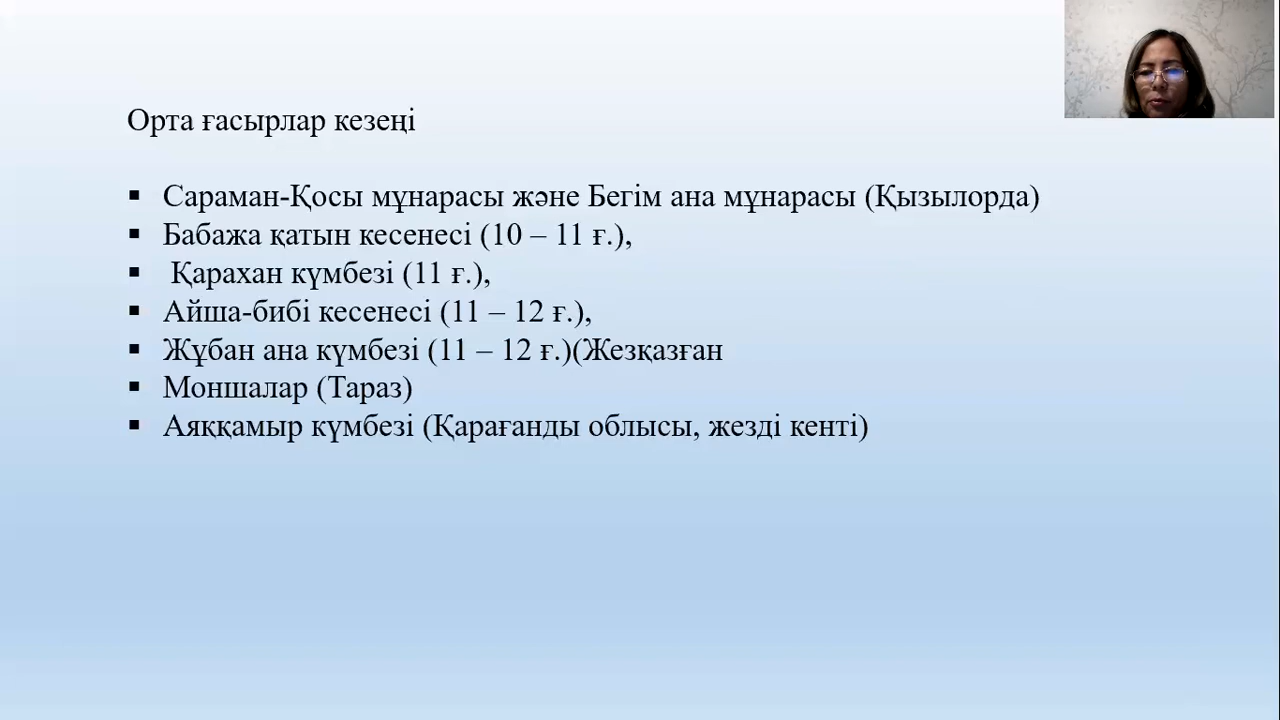 Орта ғасырлар кезеңі
▪ Сараман-Қосы мұнарасы және Бегім ана мұнарасы (Қызылорда)
▪ Бабажа қатын кесенесі (10 – 11 ғ.),
▪ Қарахан күмбезі (11 ғ.),
▪ Айша-бибі кесенесі (11 – 12 ғ.),
▪ Жұбан ана күмбезі (11 – 12 ғ.)(Жезқазған
▪ Моншалар (Тараз)
▪ Аяққамыр күмбезі (Қарағанды облысы, жезді кенті)